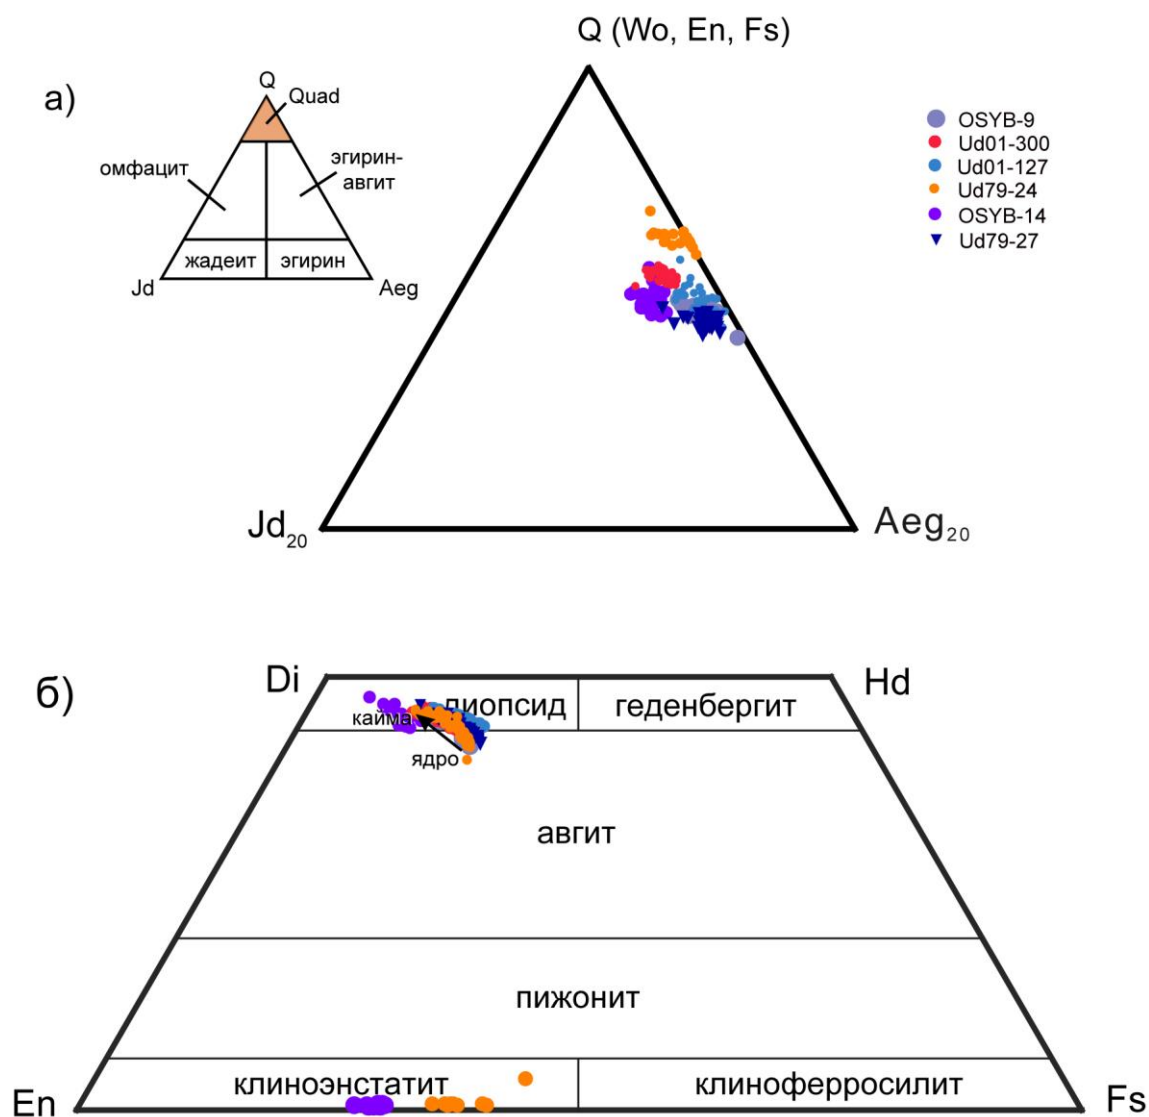 Q (Wo, En, Fs)
а)
Q
Quad
омфацит
эгирин-
авгит
жадеит
эгирин
Jd
Aeg
OSYB-9
Ud01-300
Ud01-127
Ud79-24
OSYB-14
Ud79-27
Jd20
Aeg20
б)
Di
Hd
диопсид
геденбергит
кайма
ядро
авгит
пижонит
клиноэнстатит
клиноферросилит
En
Fs